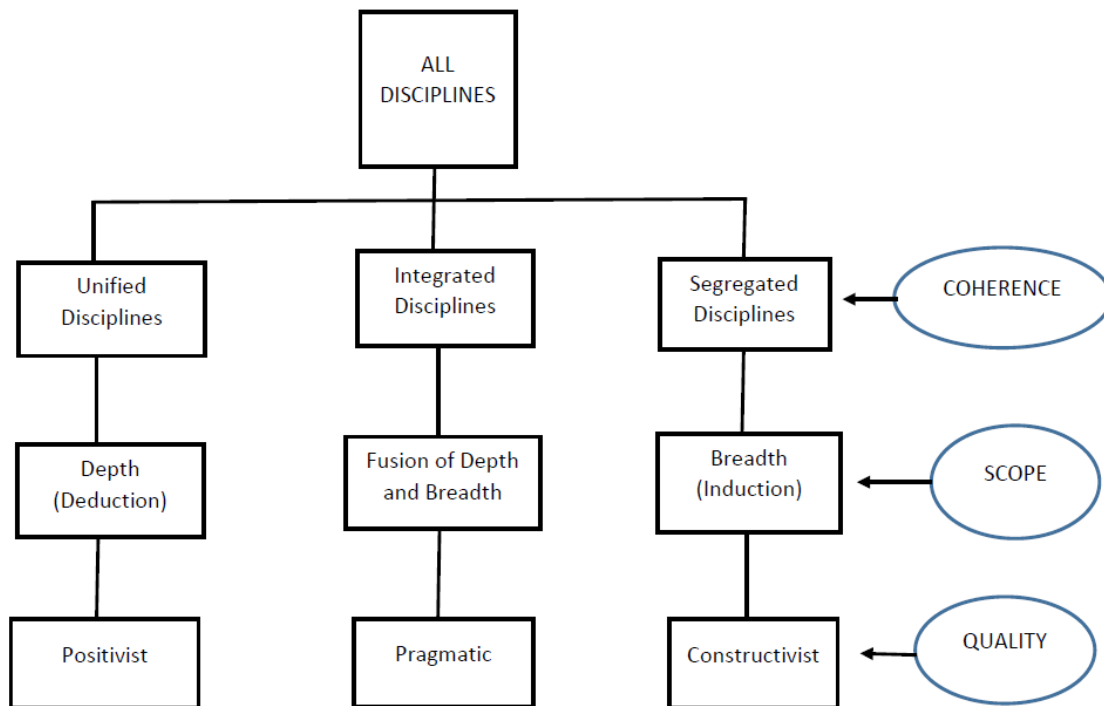 ALL
DISCIPLINES
Unified
Disciplines
Integrated
Disciplines
Segregated
Disciplines
COHERENCE
Depth
(Deduction)
Fusion of Depth
and Breadth
Breadth
(Induction)
SCOPE
Positivist
Pragmatic
Constructivist
QUALITY